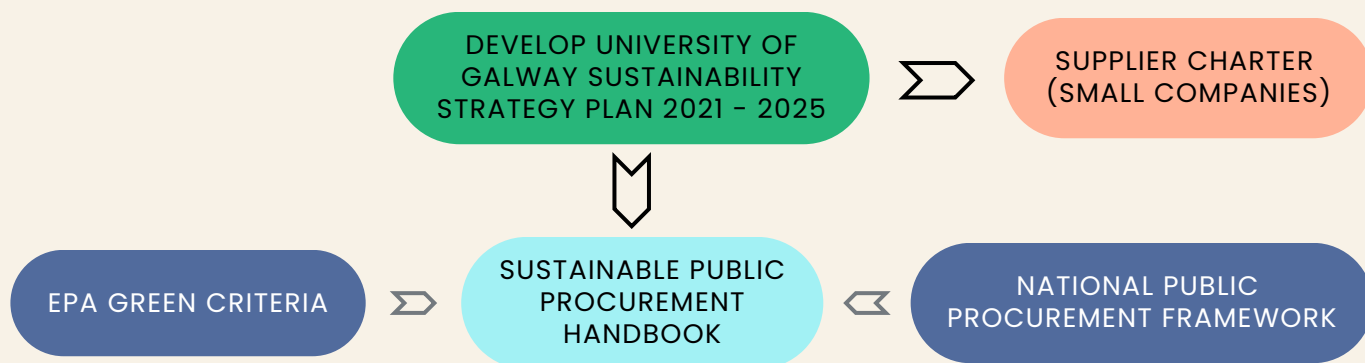 DEVELOP UNIVERSITY OF
GALWAY SUSTAINABILITY
STRATEGY PLAN 2021 - 2025
SUPPLIER CHARTER
(SMALL COMPANIES)
EPA GREEN CRITERIA
SUSTAINABLE PUBLIC
PROCUREMENT
HANDBOOK
NATIONAL PUBLIC
PROCUREMENT FRAMEWORK